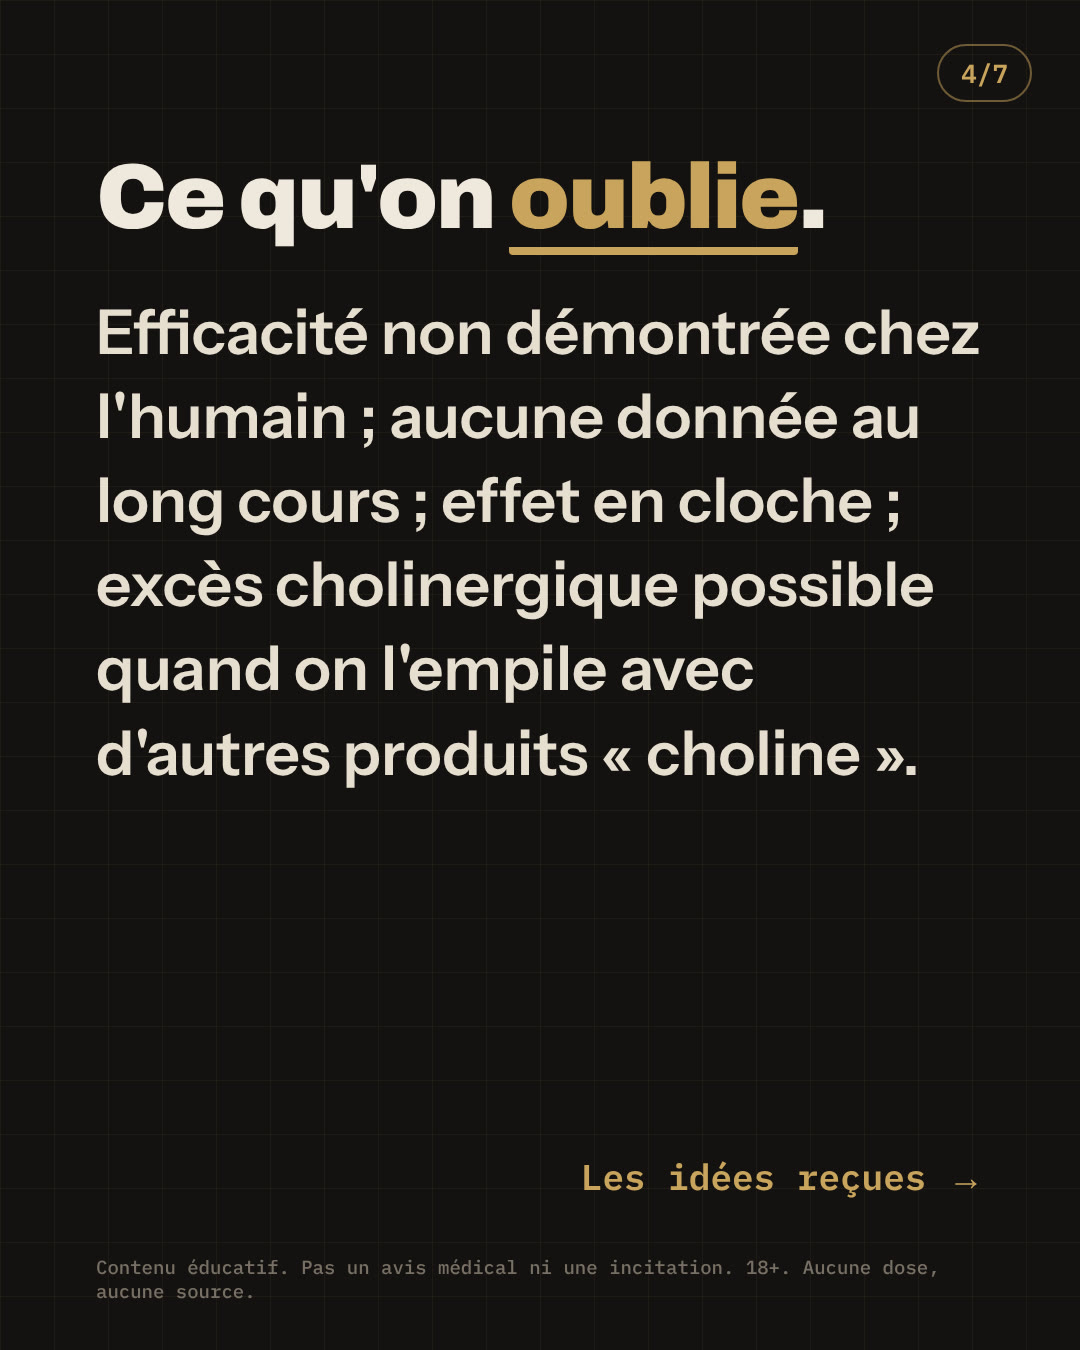 4/7
Ce qu'on oublie.
Efficacité non démontrée chez
l'humain ; aucune donnée au
long cours ; effet en cloche ;
excès cholinergique possible
quand on l'empile avec
d'autres produits « choline ».
Les idées reçues →
Contenu éducatif. Pas un avis médical ni une incitation. 18+. Aucune dose,
aucune source.